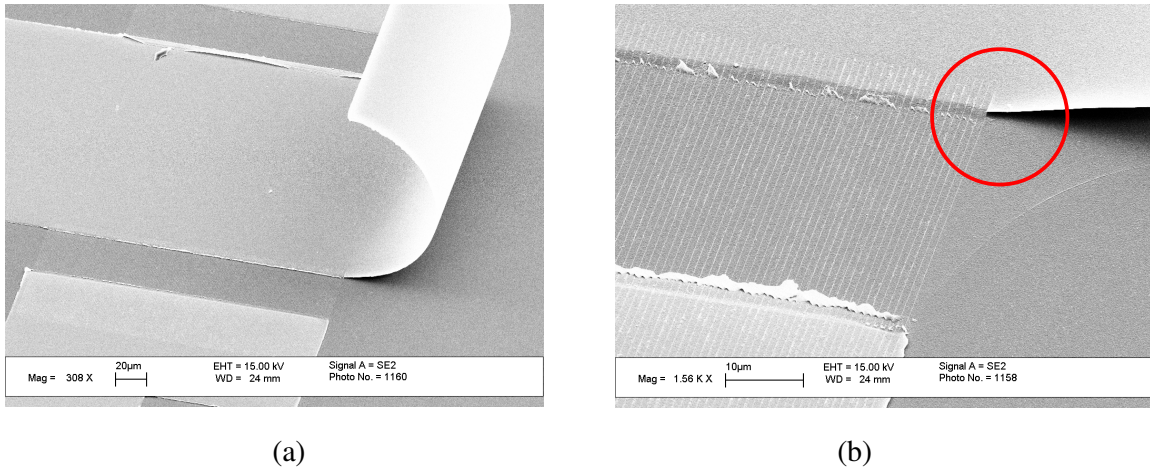 Mag = 308 X
20µm
EHT = 15.00 kV
WD = 24 mm
Signal A = SE2
Photo No. = 1160
Mag = 1.56 K X
10µm
EHT = 15.00 kV
WD = 24 mm
Signal A = SE2
Photo No. = 1158
(a)
(b)